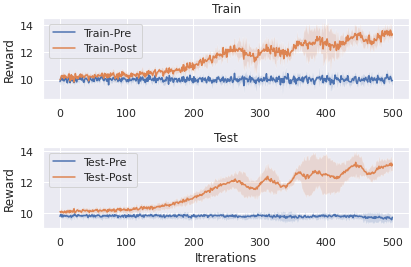 Train
14
12
10
Reward
Train-Pre
Train-Post
0 100 200 300 400 500
Test
14
12
10
Reward
Test-Pre
Test-Post
0 100 200 300 400 500
Itrerations